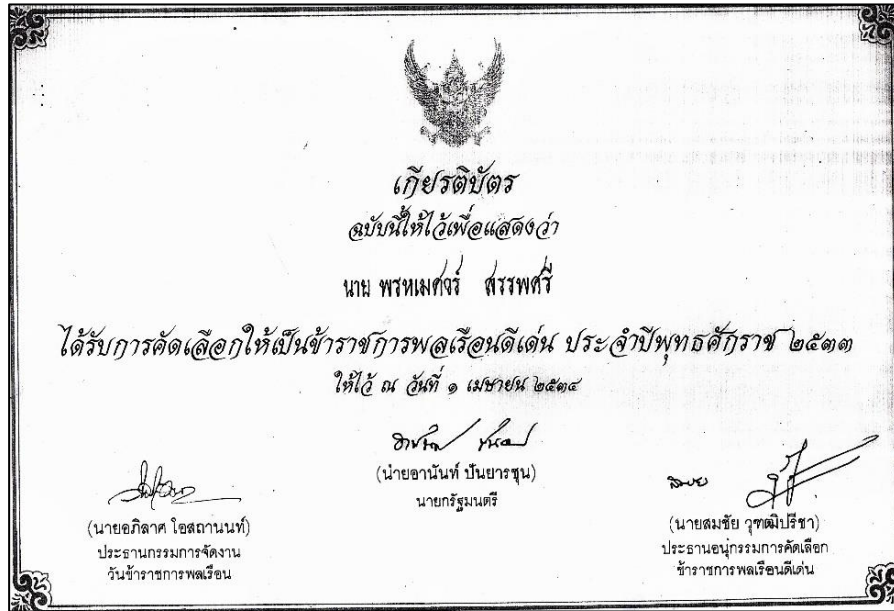 เกียรติบัตร
ฉบับนี้ให้ไว้เพื่อแสดงว่า
นาย พรหเมศวร์ สรรพศรี
ได้รับการคัดเลือกให้เป็นข้าราชการพลเรือนดีเด่น ประจำปีพุทธศักราช ๒๕๓๓
ให้ไว้ ณ วันที่ ๑ เมษายน ๒๕๓๔
(นายอานันท์ ปันยารชุน)
นายกรัฐมนตรี
(นายอภิลาศ โอสถานนท์)
ประธานกรรมการจัดงาน
วันข้าราชการพลเรือน
(นายสมชัย วุฑฒิปรีชา)
ประธานอนุกรรมการคัดเลือก
ข้าราชการพลเรือนดีเด่น